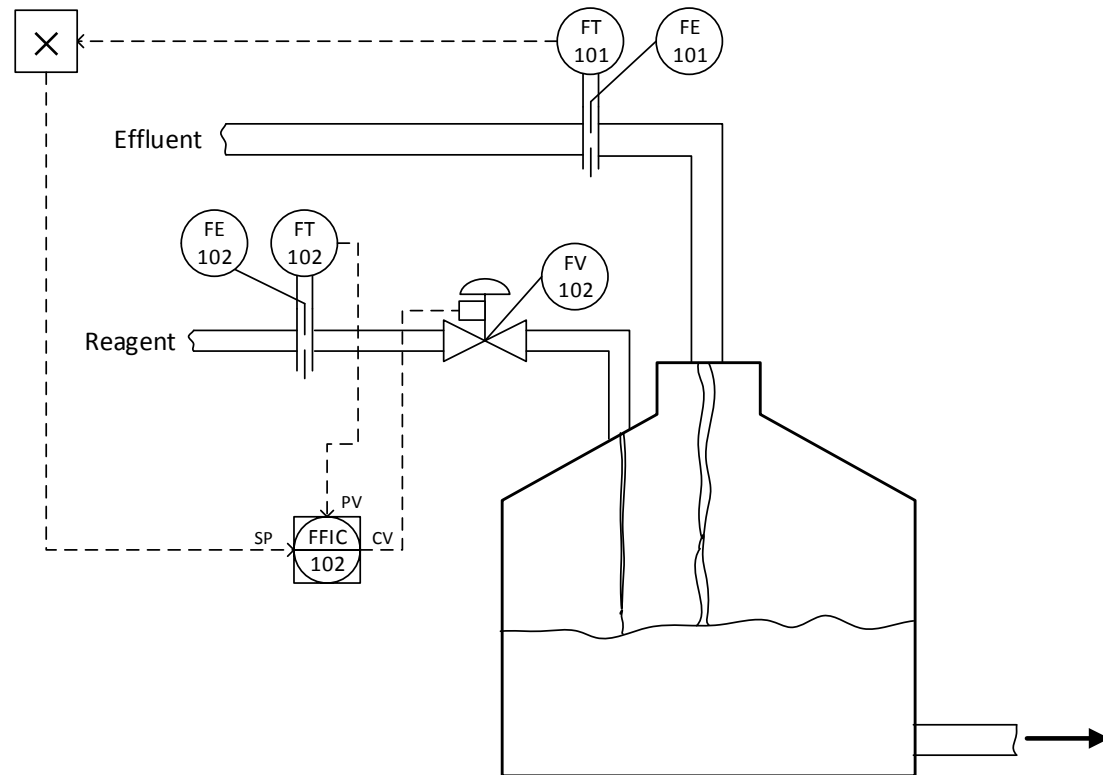 FT
101
FE
101
×
Effluent
FE
102
FT
102
FV
102
Reagent
PV
SP
FFIC
CV
102